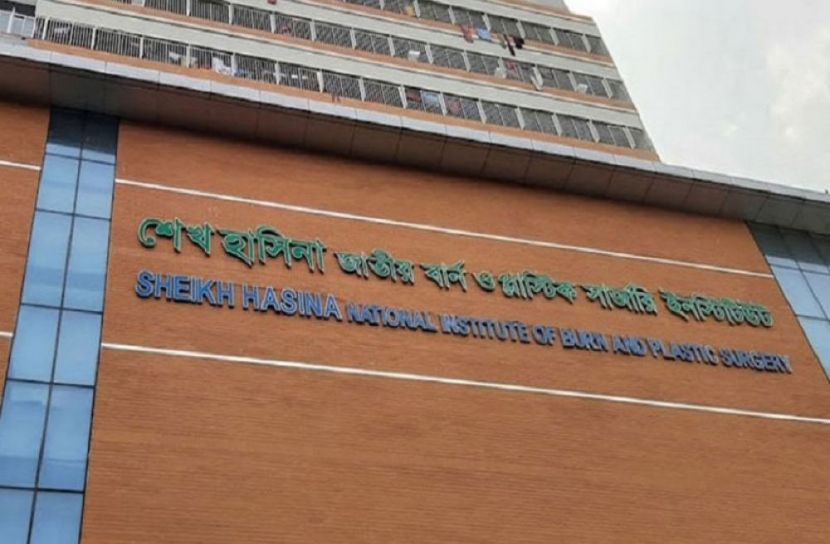 শেখ হাসিনা জাতীয় বার্ন ও প্লাস্টিক সার্জারি ইনস্টিটিউট
SHEIKH HASINA NATIONAL INSTITUTE OF BURN AND PLASTIC SURGERY